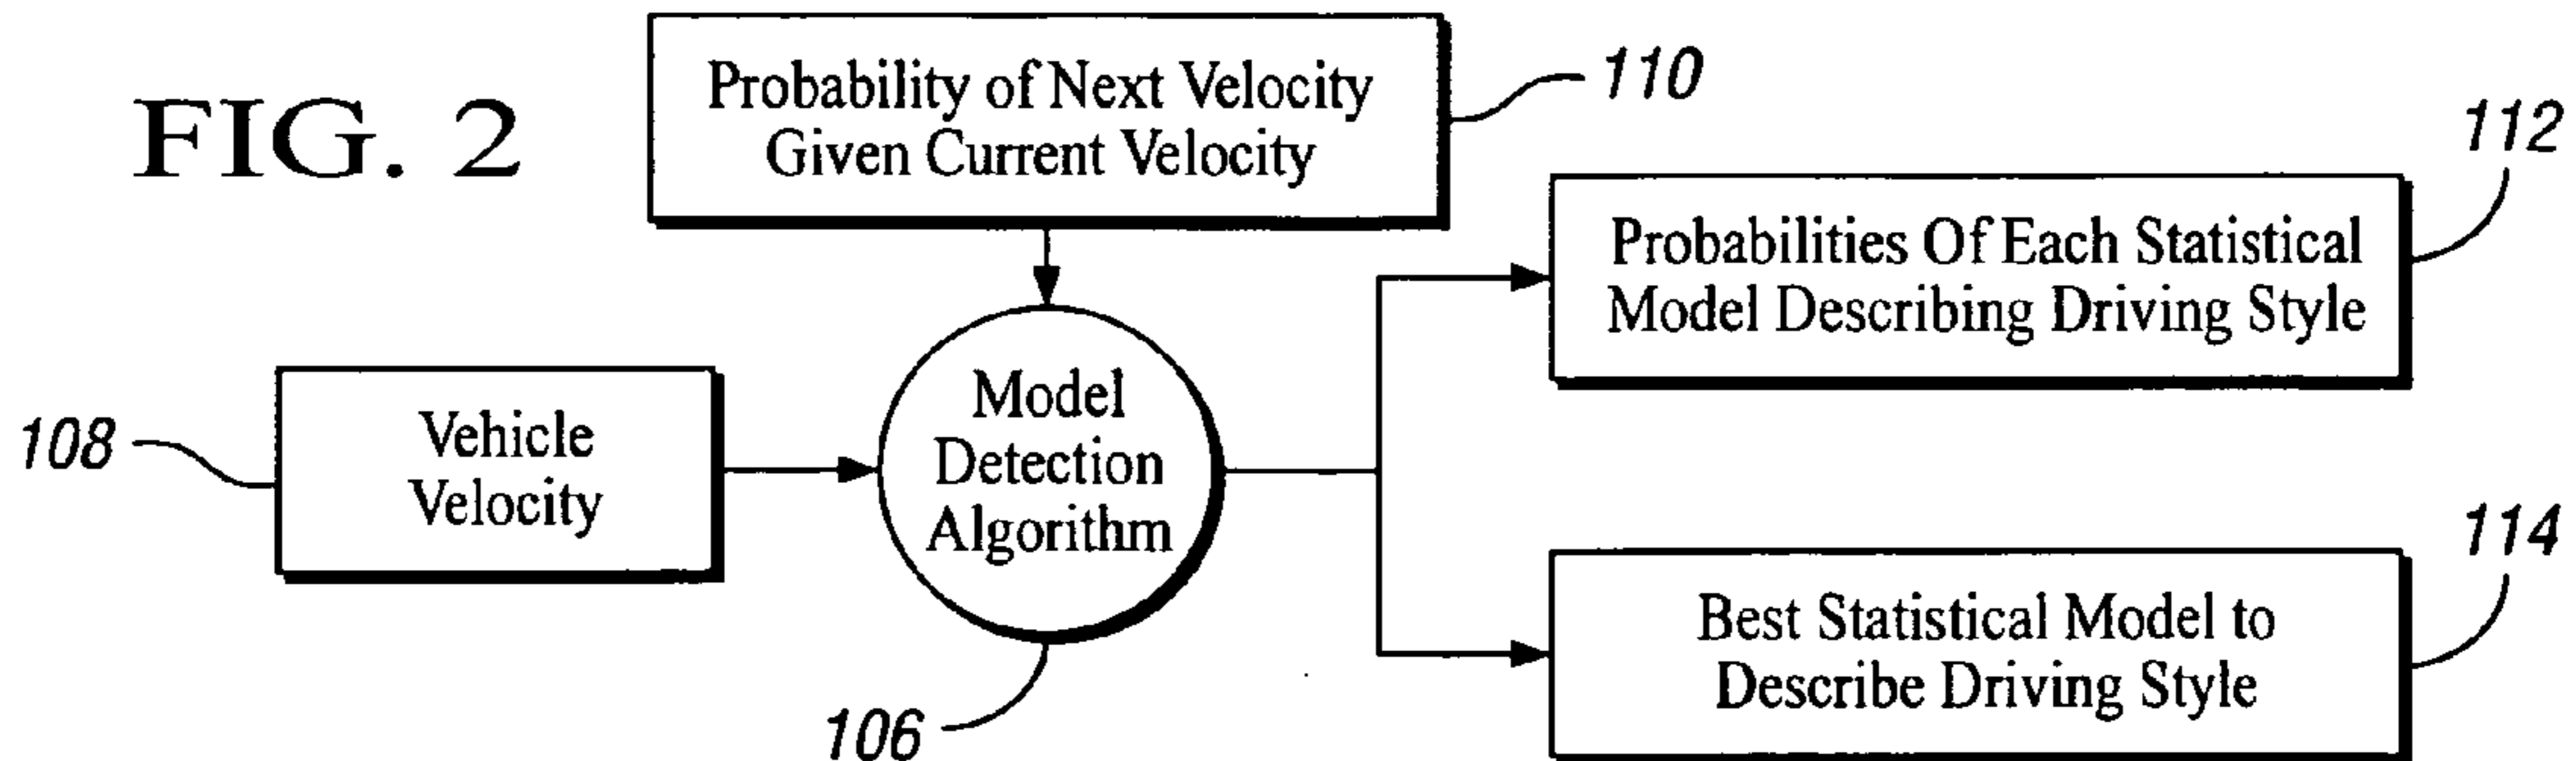 FIG. 2
Probability of Next Velocity
Given Current Velocity
110
112
Probabilities Of Each Statistical
Model Describing Driving Style
108
Vehicle
Velocity
Model
Detection
Algorithm
106
114
Best Statistical Model to
Describe Driving Style